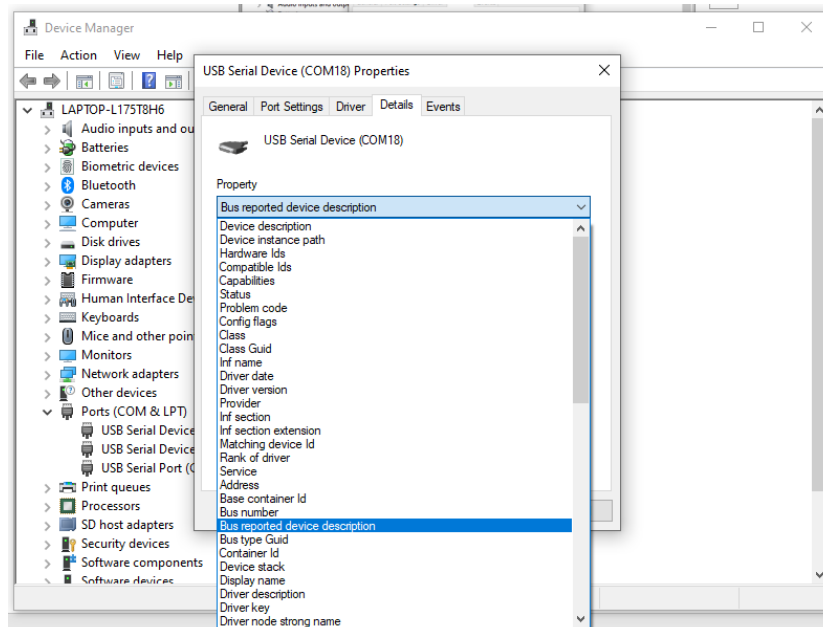 Device Manager
File Action View Help
LAPTOP-L175T8H6
Audio inputs and ou
Batteries
Biometric devices
Bluetooth
Cameras
Computer
Disk drives
Display adapters
Firmware
Human Interface De
Keyboards
Mice and other poin
Monitors
Network adapters
Other devices
Ports (COM & LPT)
USB Serial Device
USB Serial Device
USB Serial Port (C
Print queues
Processors
SD host adapters
Security devices
Software components
Software devices
USB Serial Device (COM18) Properties
General Port Settings Driver Details Events
USB Serial Device (COM18)
Property
Bus reported device description
Device description
Device instance path
Hardware Ids
Compatible Ids
Capabilities
Status
Problem code
Config flags
Class
Class Guid
Inf name
Driver date
Driver version
Provider
Inf section
Inf section extension
Matching device Id
Rank of driver
Service
Address
Base container Id
Bus number
Bus reported device description
Bus type Guid
Container Id
Device stack
Display name
Driver description
Driver key
Driver node strong name